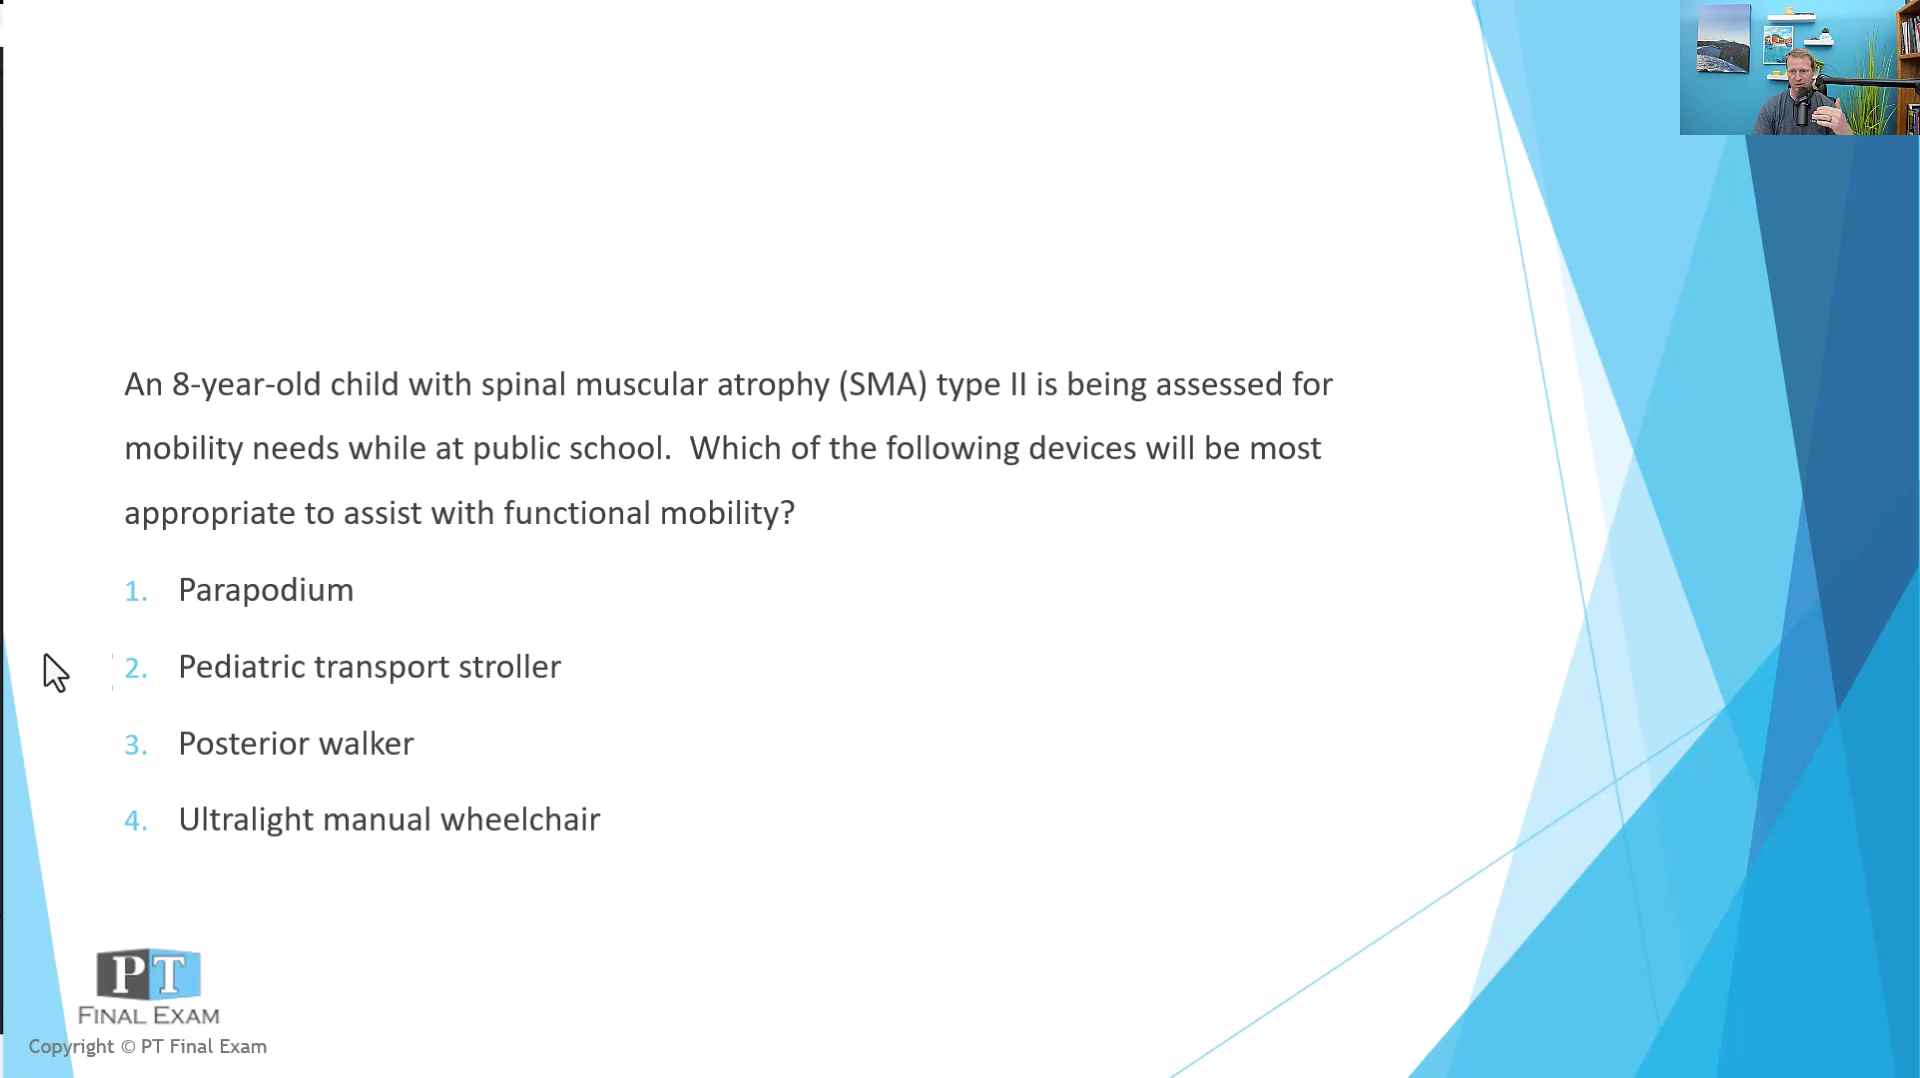 An 8-year-old child with spinal muscular atrophy (SMA) type II is being assessed for
mobility needs while at public school.  Which of the following devices will be most
appropriate to assist with functional mobility?
1. Parapodium
2. Pediatric transport stroller
3. Posterior walker
4. Ultralight manual wheelchair
PT
FINAL EXAM
Copyright © PT Final Exam